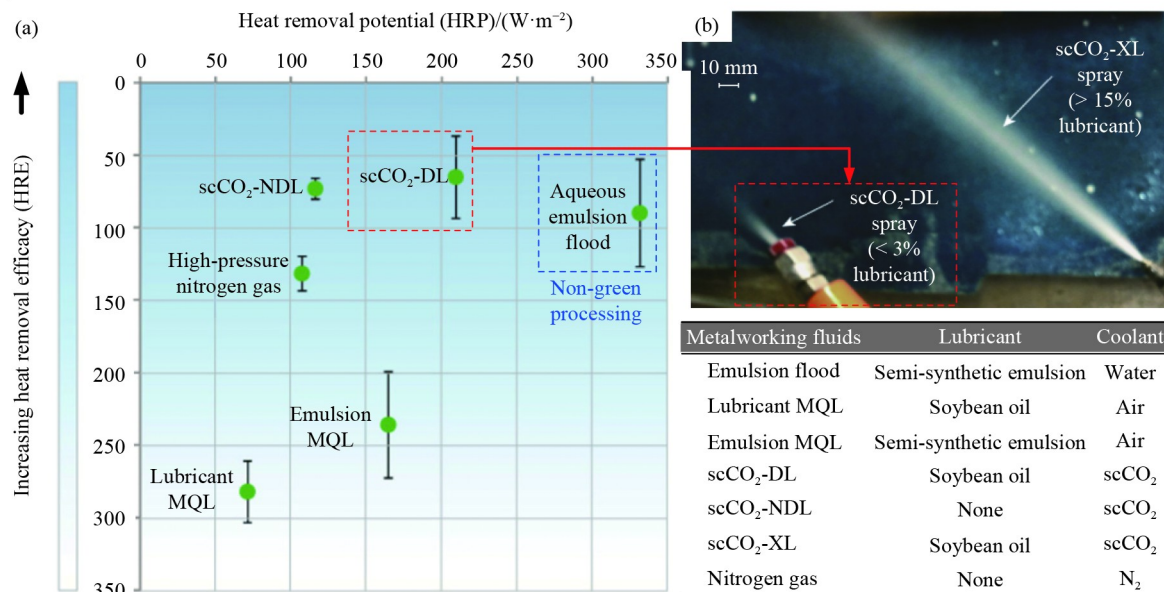 (a)
Heat removal potential (HRP)/(W·m⁻²)
0 50 100 150 200 250 300 350
Increasing heat removal efficacy (HRE)
0
50
100
150
200
250
300
350
scCO₂-NDL
scCO₂-DL
Aqueous
emulsion
flood
High-pressure
nitrogen gas
Non-green
processing
Emulsion
MQL
Lubricant
MQL
(b)
10 mm
scCO₂-XL
spray
(> 15%
lubricant)
scCO₂-DL
spray
(< 3%
lubricant)
Metalworking fluids Lubricant Coolant
Emulsion flood Semi-synthetic emulsion Water
Lubricant MQL Soybean oil Air
Emulsion MQL Semi-synthetic emulsion Air
scCO₂-DL Soybean oil scCO₂
scCO₂-NDL None scCO₂
scCO₂-XL Soybean oil scCO₂
Nitrogen gas None N₂